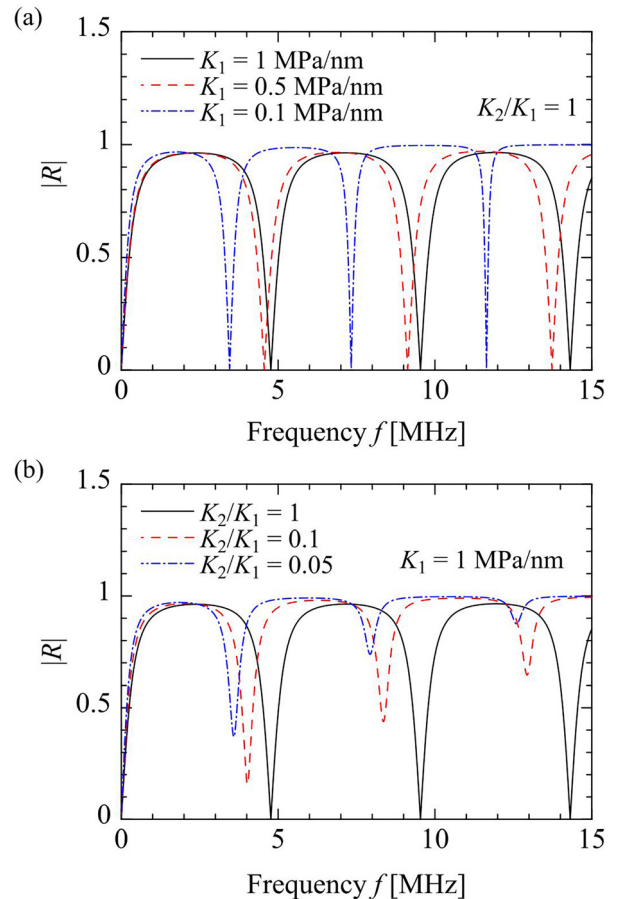 (a)
1.5
K₁ = 1 MPa/nm
K₁ = 0.5 MPa/nm
K₁ = 0.1 MPa/nm
K₂/K₁ = 1
1
|R|
0.5
0
0 5 10 15
Frequency f [MHz]
(b)
1.5
K₂/K₁ = 1
K₂/K₁ = 0.1
K₂/K₁ = 0.05
K₁ = 1 MPa/nm
1
|R|
0.5
0
0 5 10 15
Frequency f [MHz]